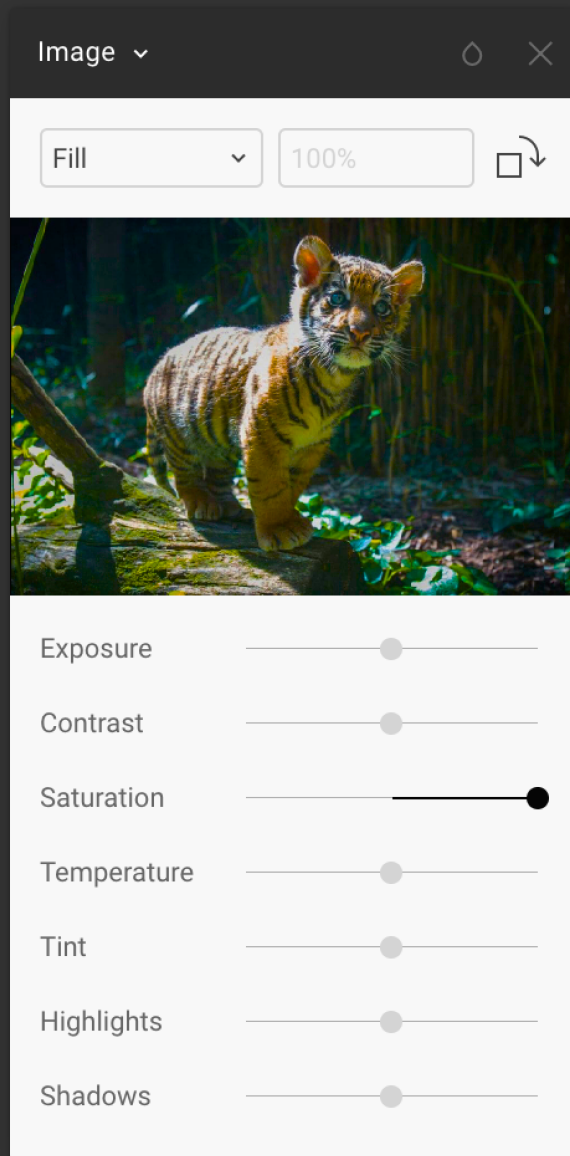 Image
Fill
100%
Exposure
Contrast
Saturation
Temperature
Tint
Highlights
Shadows